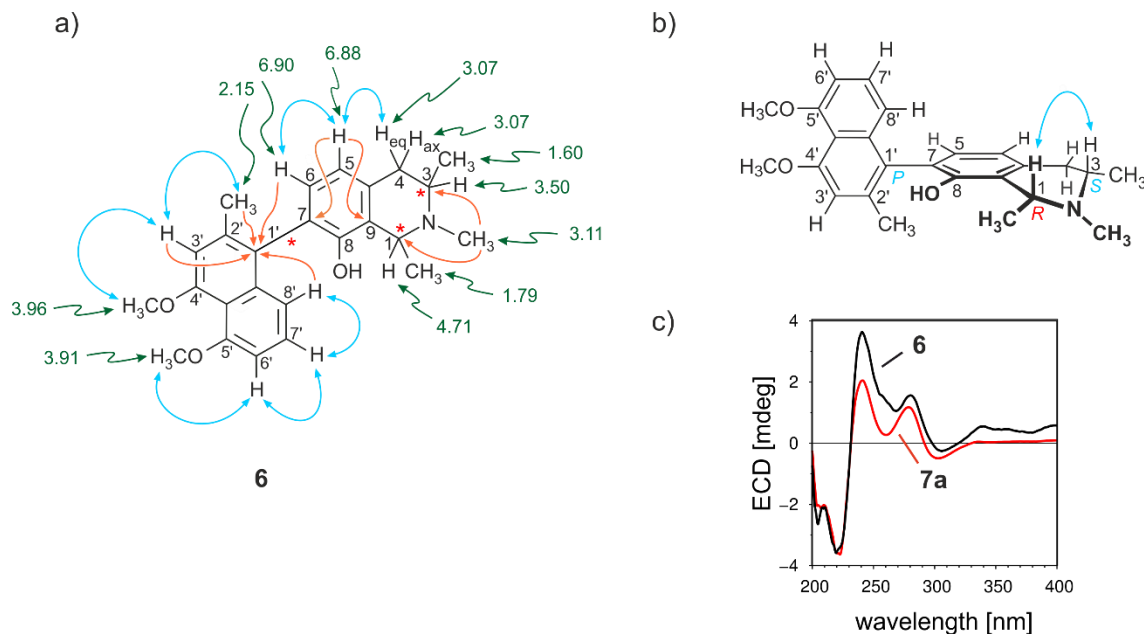 a)
6.90
6.88
3.07
2.15
3.07
H
H
HeqHax
CH3
1.60
H
6
5
4
3
*
H
3.50
CH3
7
*
8
9
1
*
N
CH3
3.11
H
3'
2'
1'
OH
H
CH3
1.79
4.71
8'
H
3.96
H3CO
4'
3.91
H3CO
5'
6'
7'
H
H
6
b)
H
H
6'
7'
H3CO
5'
8'
H
H3CO
4'
1'
P
3'
2'
H
CH3
H
5
H
7
HO
8
H
H
3
CH3
H
S
H
1
R
N
H3C
CH3
c)
ECD [mdeg]
4
2
0
−2
−4
6
7a
200
250
300
350
400
wavelength [nm]